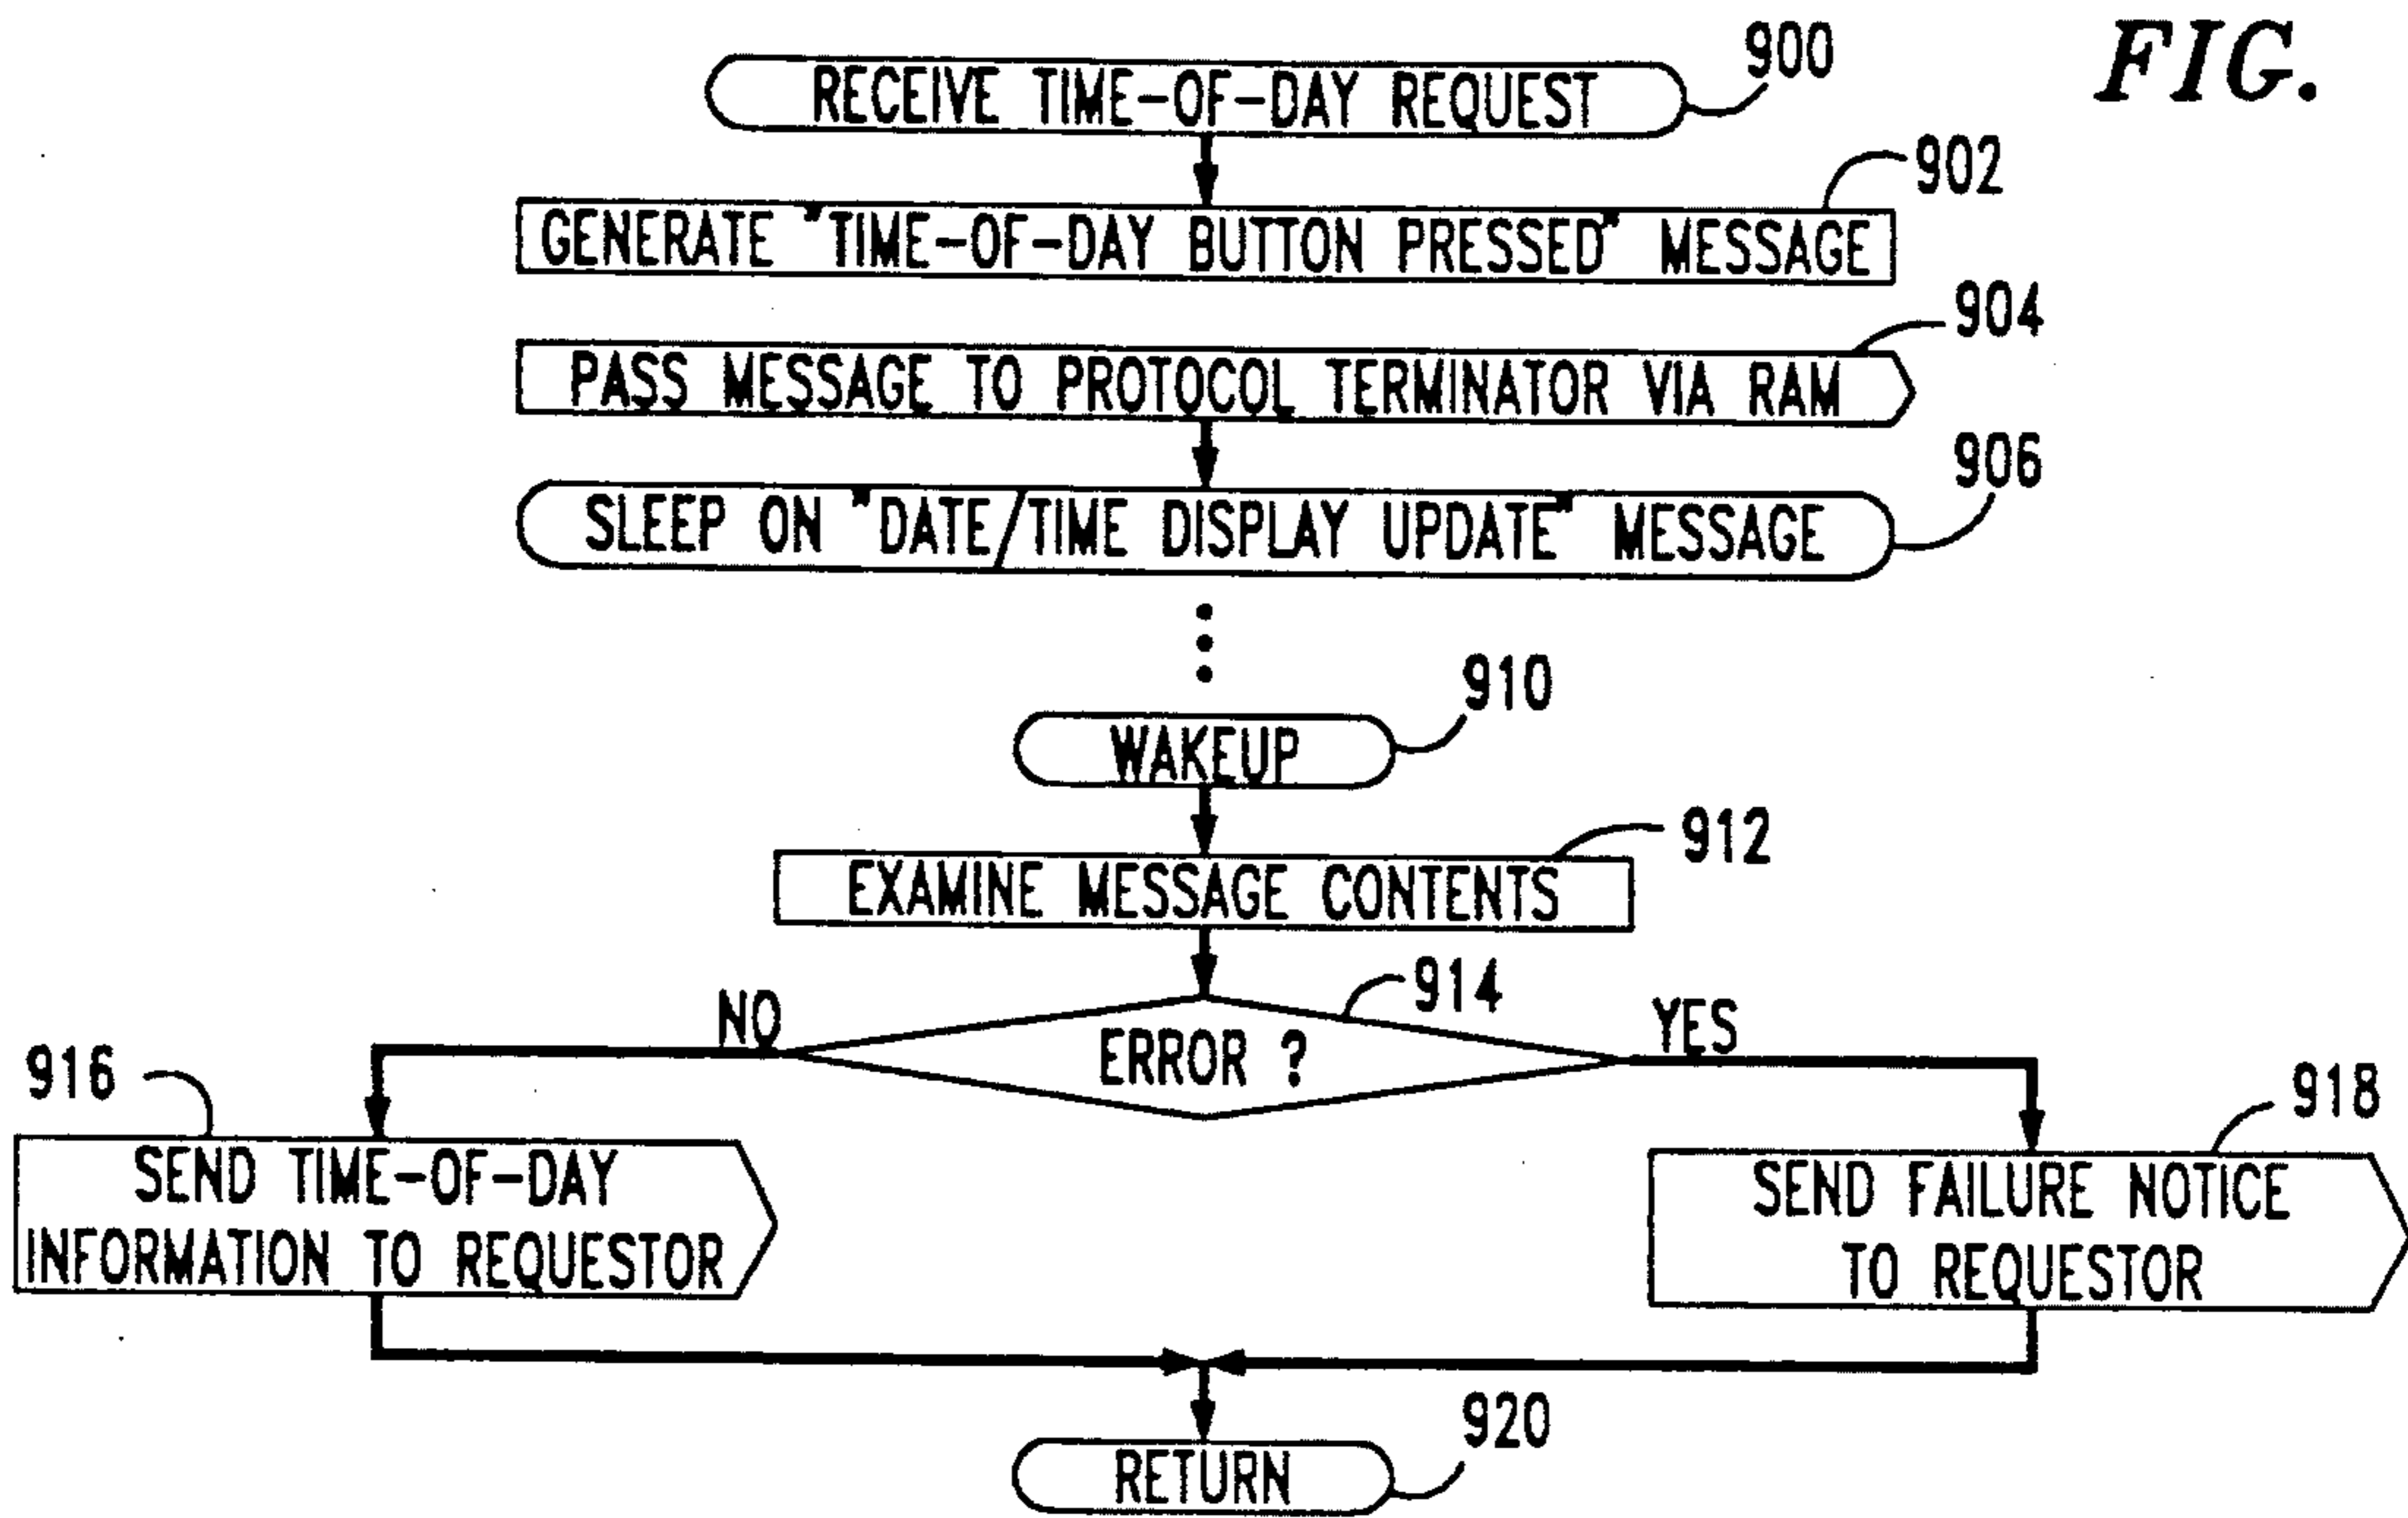 FIG.
900
RECEIVE TIME-OF-DAY REQUEST
902
GENERATE "TIME-OF-DAY BUTTON PRESSED" MESSAGE
904
PASS MESSAGE TO PROTOCOL TERMINATOR VIA RAM
906
SLEEP ON "DATE/TIME DISPLAY UPDATE" MESSAGE
910
WAKEUP
912
EXAMINE MESSAGE CONTENTS
914
NO
ERROR ?
YES
916
918
SEND TIME-OF-DAY
INFORMATION TO REQUESTOR
SEND FAILURE NOTICE
TO REQUESTOR
920
RETURN